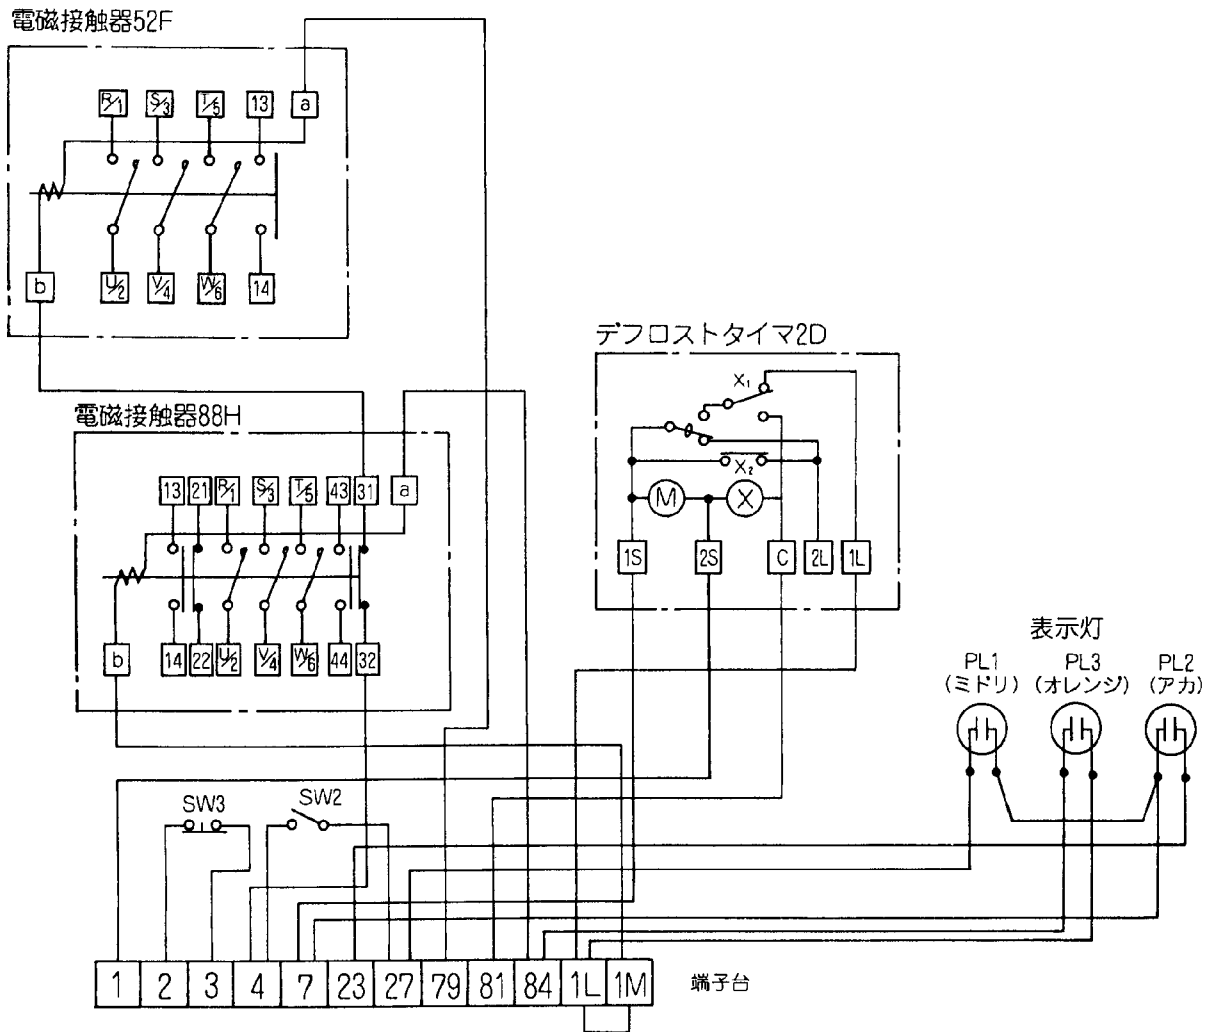 電磁接触器52F
R/1 S/3 T/5 13 a
b U/2 V/4 W/6 14
デフロストタイマ2D
X1
X2
M X
1S 2S C 2L 1L
電磁接触器88H
13 21 R/1 S/3 T/5 43 31 a
b 14 22 U/2 V/4 W/6 44 32
表示灯
PL1 PL3 PL2
(ミドリ) (オレンジ) (アカ)
SW3 SW2
1 2 3 4 7 23 27 79 81 84 1L 1M 端子台